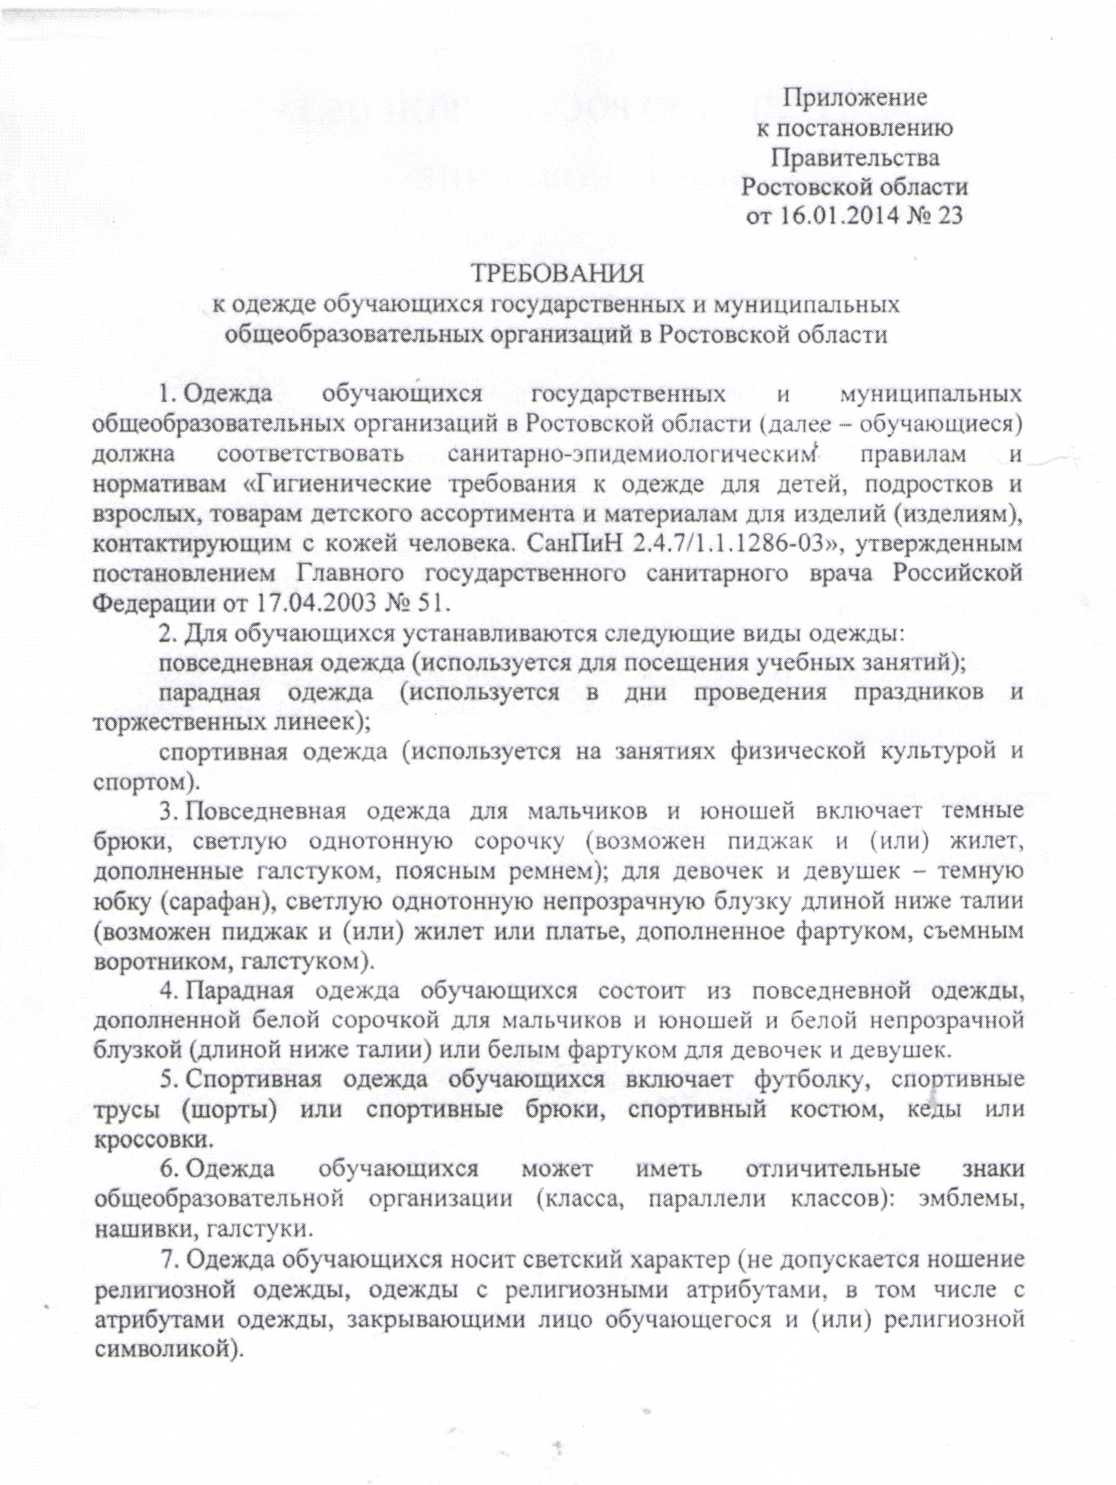 Приложение
к постановлению
Правительства
Ростовской области
от 16.01.2014 № 23
ТРЕБОВАНИЯ
к одежде обучающихся государственных и муниципальных
общеобразовательных организаций в Ростовской области
1. Одежда обучающихся государственных и муниципальных
общеобразовательных организаций в Ростовской области (далее – обучающиеся)
должна соответствовать санитарно-эпидемиологическим правилам и
нормативам «Гигиенические требования к одежде для детей, подростков и
взрослых, товарам детского ассортимента и материалам для изделий (изделиям),
контактирующим с кожей человека. СанПиН 2.4.7/1.1.1286-03», утвержденным
постановлением Главного государственного санитарного врача Российской
Федерации от 17.04.2003 № 51.
2. Для обучающихся устанавливаются следующие виды одежды:
повседневная одежда (используется для посещения учебных занятий);
парадная одежда (используется в дни проведения праздников и
торжественных линеек);
спортивная одежда (используется на занятиях физической культурой и
спортом).
3. Повседневная одежда для мальчиков и юношей включает темные
брюки, светлую однотонную сорочку (возможен пиджак и (или) жилет,
дополненные галстуком, поясным ремнем); для девочек и девушек – темную
юбку (сарафан), светлую однотонную непрозрачную блузку длиной ниже талии
(возможен пиджак и (или) жилет или платье, дополненное фартуком, съемным
воротником, галстуком).
4. Парадная одежда обучающихся состоит из повседневной одежды,
дополненной белой сорочкой для мальчиков и юношей и белой непрозрачной
блузкой (длиной ниже талии) или белым фартуком для девочек и девушек.
5. Спортивная одежда обучающихся включает футболку, спортивные
трусы (шорты) или спортивные брюки, спортивный костюм, кеды или
кроссовки.
6. Одежда обучающихся может иметь отличительные знаки
общеобразовательной организации (класса, параллели классов): эмблемы,
нашивки, галстуки.
7. Одежда обучающихся носит светский характер (не допускается ношение
религиозной одежды, одежды с религиозными атрибутами, в том числе с
атрибутами одежды, закрывающими лицо обучающегося и (или) религиозной
символикой).